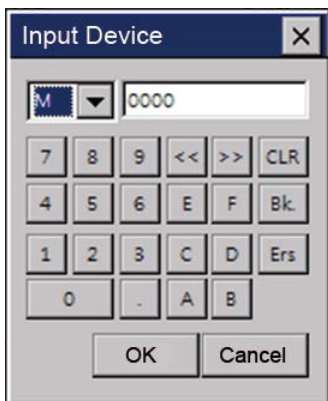 Input Device
M 0000
7 8 9 << >> CLR
4 5 6 E F Bk.
1 2 3 C D Ers
0 . A B
OK Cancel